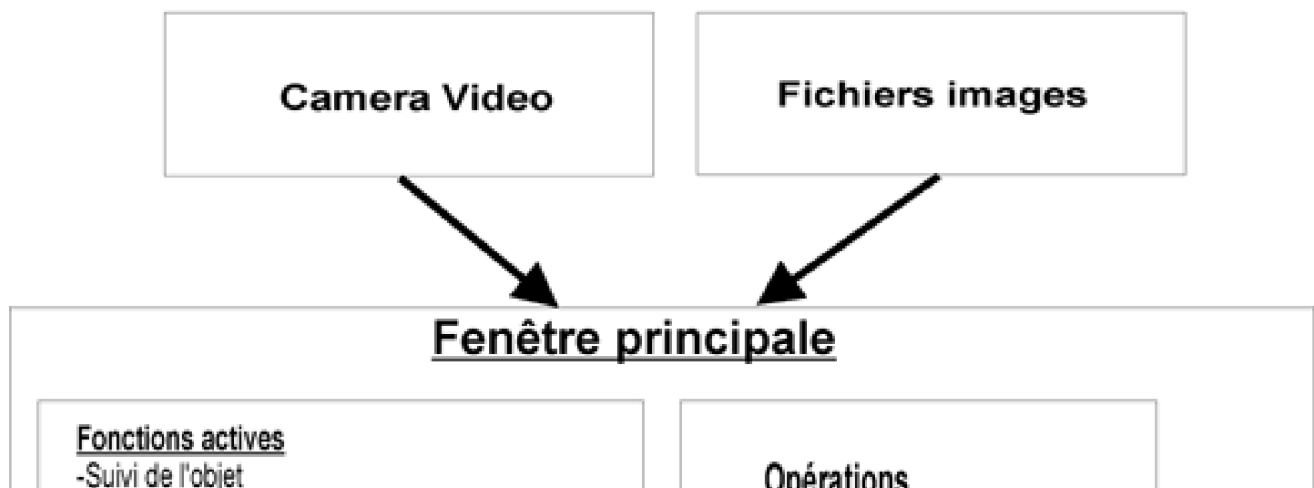 Camera Video
Fichiers images
Fenêtre principale
Fonctions actives
-Suivi de l'objet
Opérations